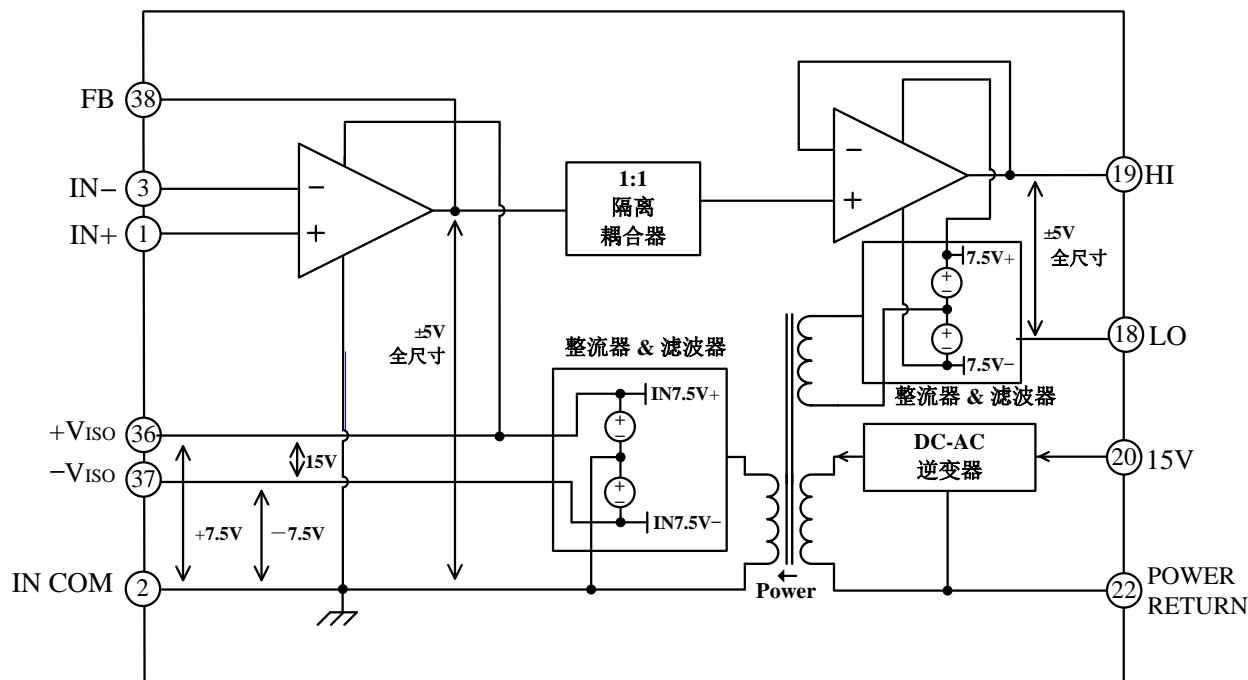 FB
38
IN−
3
IN+
1
−
+
1:1
隔离
耦合器
−
+
19
HI
±5V
全尺寸
7.5V+
+
−
+
−
7.5V−
18
LO
整流器 & 滤波器
±5V
全尺寸
整流器 & 滤波器
IN7.5V+
+
−
+
−
IN7.5V−
+VISO
36
−VISO
37
15V
+7.5V
−7.5V
IN COM
2
DC-AC
逆变器
20
15V
Power
22
POWER
RETURN